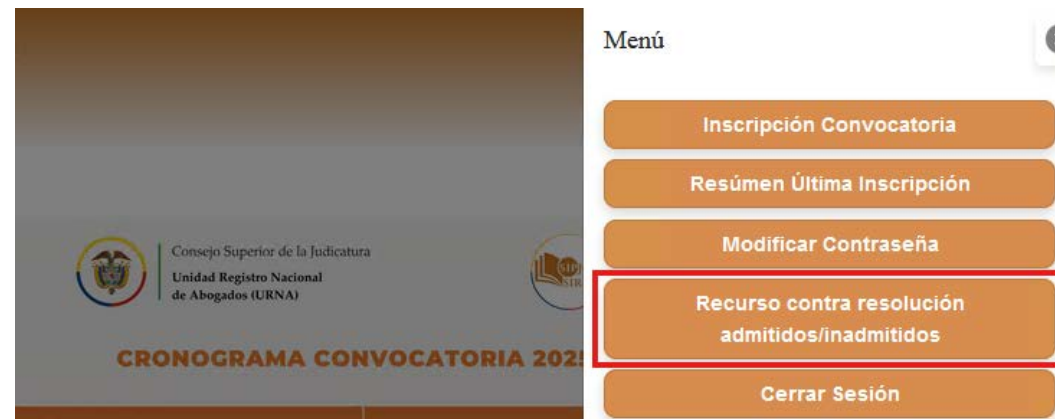 Menú
Inscripción Convocatoria
Resúmen Última Inscripción
Modificar Contraseña
Recurso contra resolución
admitidos/inadmitidos
Cerrar Sesión
Consejo Superior de la Judicatura
Unidad Registro Nacional
de Abogados (URNA)
CRONOGRAMA CONVOCATORIA